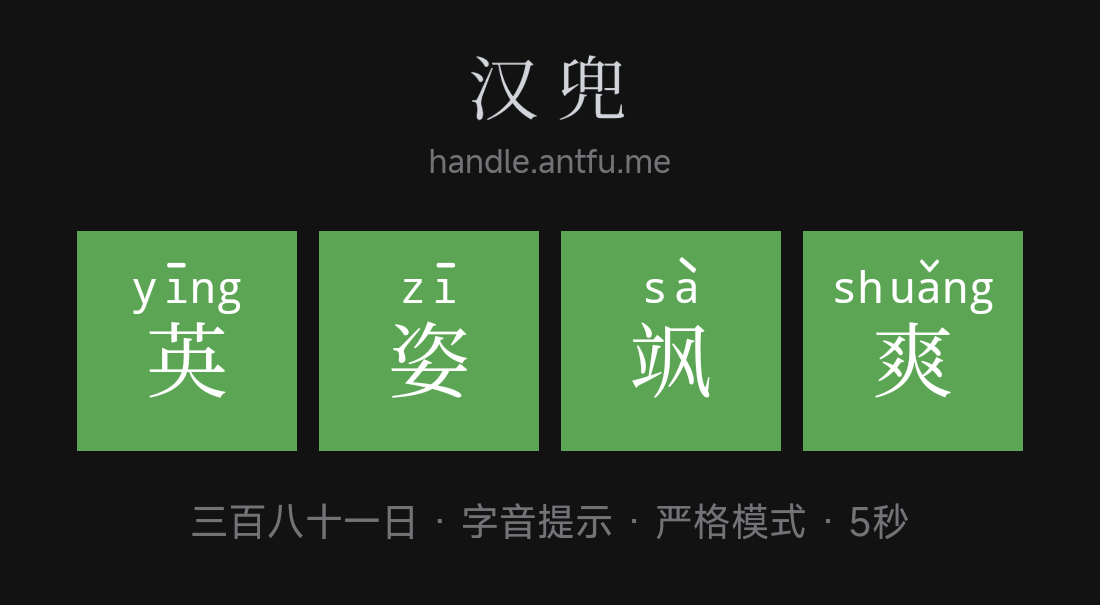 汉兜
handle.antfu.me
yīng zī sà shuǎng
英 姿 飒 爽
三百八十一日 · 字音提示 · 严格模式 · 5秒